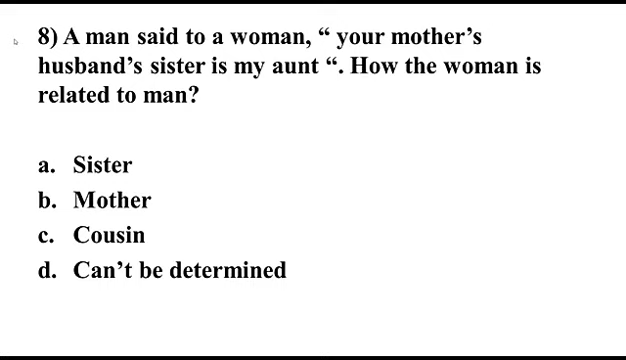 8) A man said to a woman, “ your mother’s
husband’s sister is my aunt “. How the woman is
related to man?
a. Sister
b. Mother
c. Cousin
d. Can’t be determined